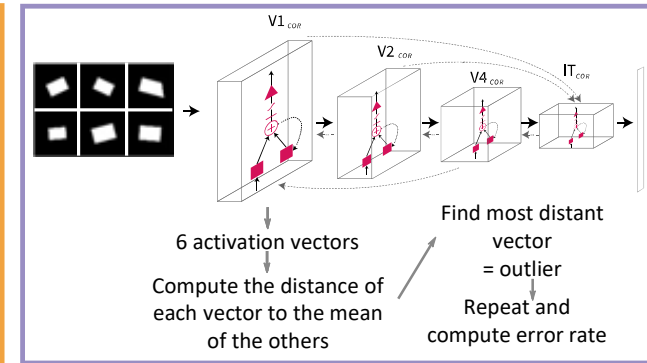 V1 COR
V2 COR
V4 COR
IT COR
6 activation vectors
Compute the distance of
each vector to the mean
of the others
Find most distant
vector
= outlier
Repeat and
compute error rate